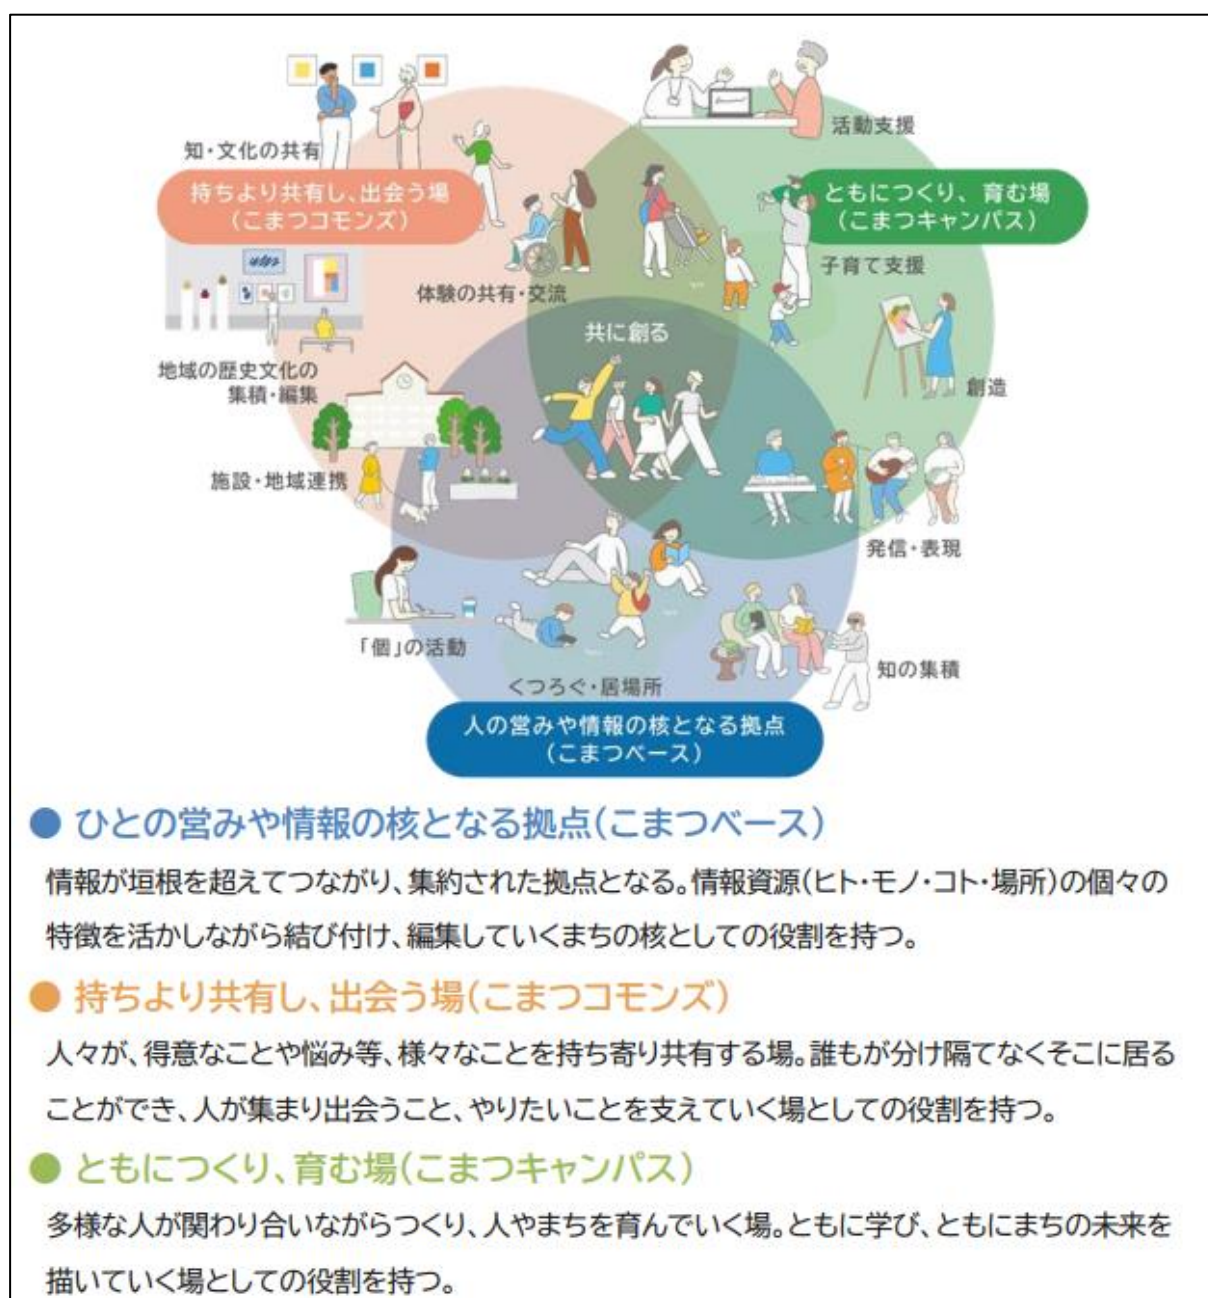 活動支援
知・文化の共有
持ちより共有し、出会う場
(こまつコモンズ)
ともにつくり、育む場
(こまつキャンパス)
子育て支援
体験の共有・交流
共に創る
地域の歴史文化の
集積・編集
創造
施設・地域連携
発信・表現
「個」の活動
知の集積
くつろぐ・居場所
人の営みや情報の核となる拠点
(こまつベース)
● ひとの営みや情報の核となる拠点(こまつベース)
情報が垣根を超えてつながり、集約された拠点となる。情報資源(ヒト・モノ・コト・場所)の個々の
特徴を活かしながら結び付け、編集していくまちの核としての役割を持つ。
● 持ちより共有し、出会う場(こまつコモンズ)
人々が、得意なことや悩み等、様々なことを持ち寄り共有する場。誰もが分け隔てなくそこに居る
ことができ、人が集まり出会うこと、やりたいことを支えていく場としての役割を持つ。
● ともにつくり、育む場(こまつキャンパス)
多様な人が関わり合いながらつくり、人やまちを育んでいく場。ともに学び、ともにまちの未来を
描いていく場としての役割を持つ。